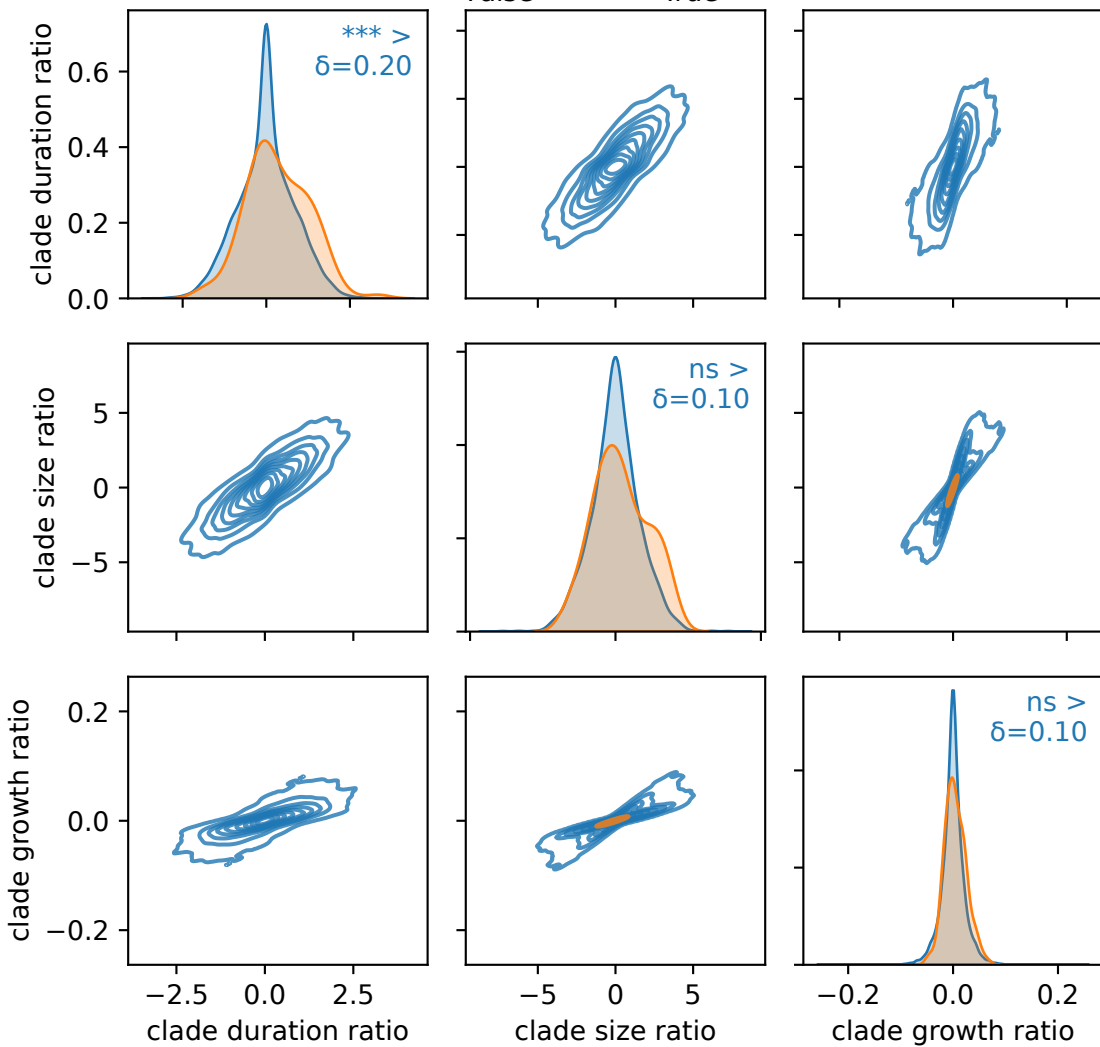 *** >
δ=0.20
clade duration ratio
0.6
0.4
0.2
0.0
ns >
δ=0.10
clade size ratio
5
0
−5
ns >
δ=0.10
clade growth ratio
0.2
0.0
−0.2
−2.5 0.0 2.5
−5 0 5
−0.2 0.0 0.2
clade duration ratio
clade size ratio
clade growth ratio